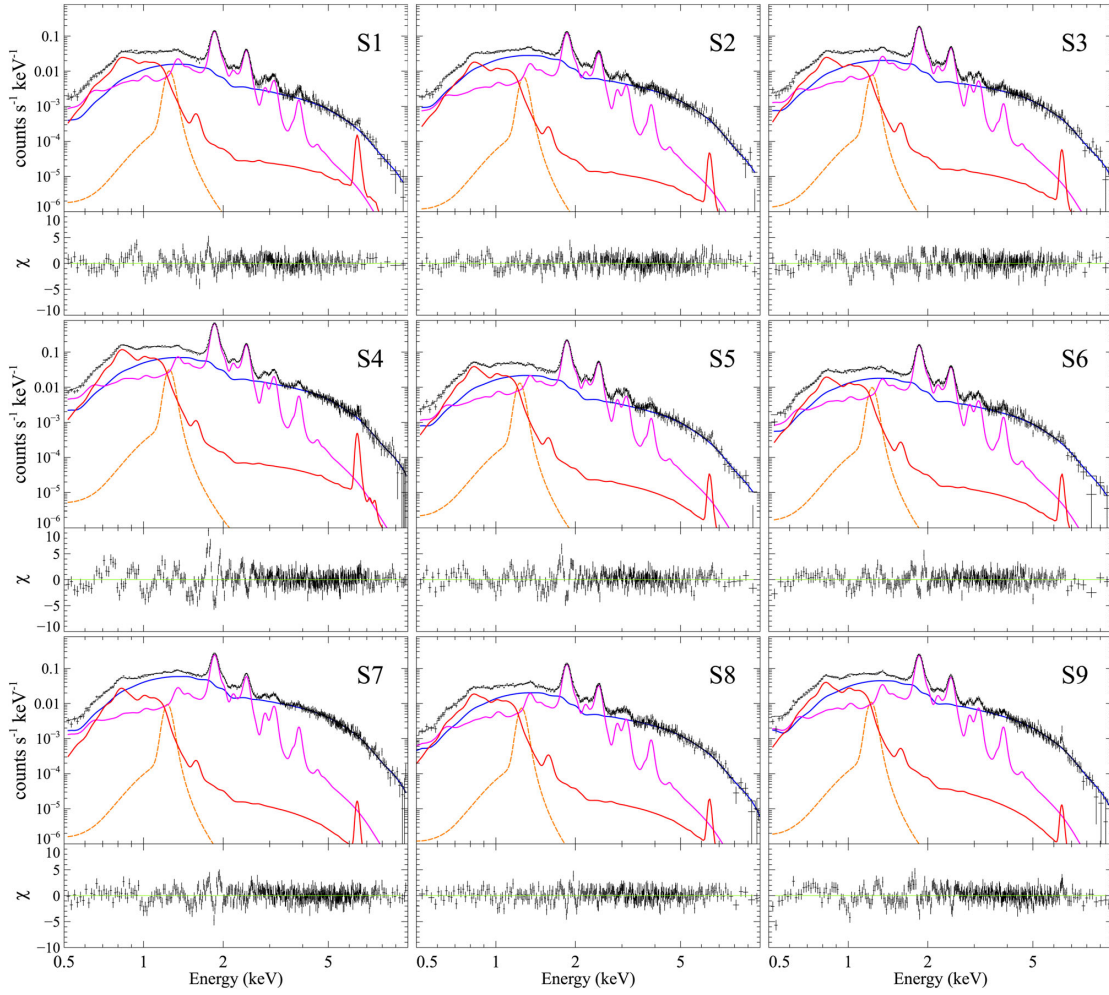 S1
S2
S3
0.1
0.01
10⁻³
10⁻⁴
10⁻⁵
10⁻⁶
counts s⁻¹ keV⁻¹
10
5
0
−5
−10
χ
S4
S5
S6
0.1
0.01
10⁻³
10⁻⁴
10⁻⁵
10⁻⁶
counts s⁻¹ keV⁻¹
10
5
0
−5
−10
χ
S7
S8
S9
0.1
0.01
10⁻³
10⁻⁴
10⁻⁵
10⁻⁶
counts s⁻¹ keV⁻¹
10
5
0
−5
−10
χ
0.5 1 2 5
Energy (keV)
0.5 1 2 5
Energy (keV)
0.5 1 2 5
Energy (keV)